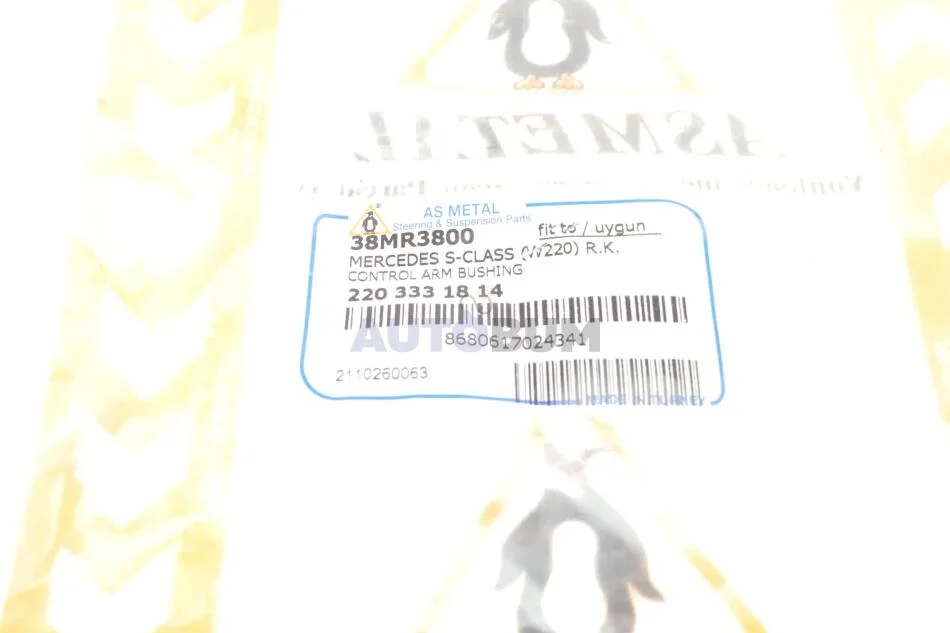 ASMETAL
AS METAL
Steering & Suspension Parts
38MR3800
fit to / uygun
MERCEDES S-CLASS (W220) R.K.
CONTROL ARM BUSHING
220 333 18 14
AUTOBUM
8680617024341
2110260063
MADE IN TURKEY